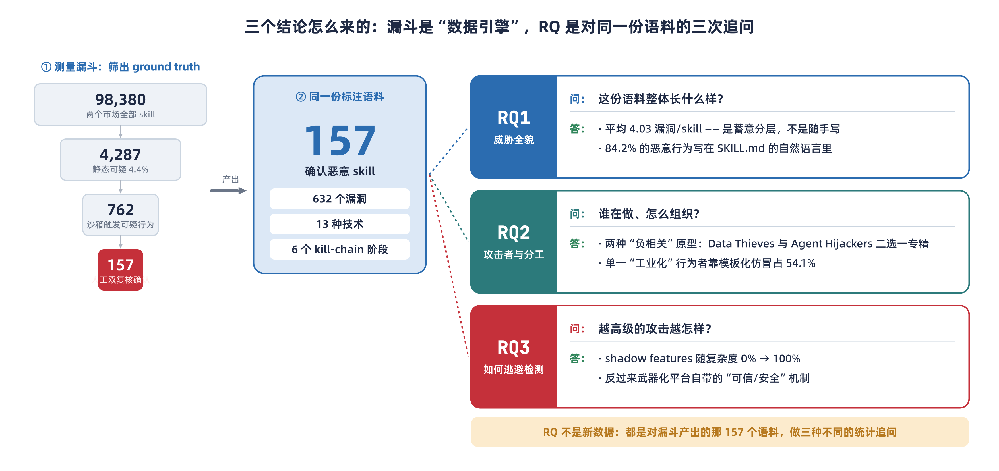 三个结论怎么来的：漏斗是“数据引擎”，RQ 是对同一份语料的三次追问
① 测量漏斗：筛出 ground truth
98,380
两个市场全部 skill
4,287
静态可疑 4.4%
762
沙箱触发可疑行为
157
人工双复核确认
产出
② 同一份标注语料
157
确认恶意 skill
632 个漏洞
13 种技术
6 个 kill-chain 阶段
RQ1
威胁全貌
问： 这份语料整体长什么样？
答： · 平均 4.03 漏洞/skill —— 是蓄意分层，不是随手写
· 84.2% 的恶意行为写在 SKILL.md 的自然语言里
RQ2
攻击者与分工
问： 谁在做、怎么组织？
答： · 两种“负相关”原型：Data Thieves 与 Agent Hijackers 二选一专精
· 单一“工业化”行为者靠模板化仿冒占 54.1%
RQ3
如何逃避检测
问： 越高级的攻击越怎样？
答： · shadow features 随复杂度 0% → 100%
· 反过来武器化平台自带的“可信/安全”机制
RQ 不是新数据：都是对漏斗产出的那 157 个语料，做三种不同的统计追问